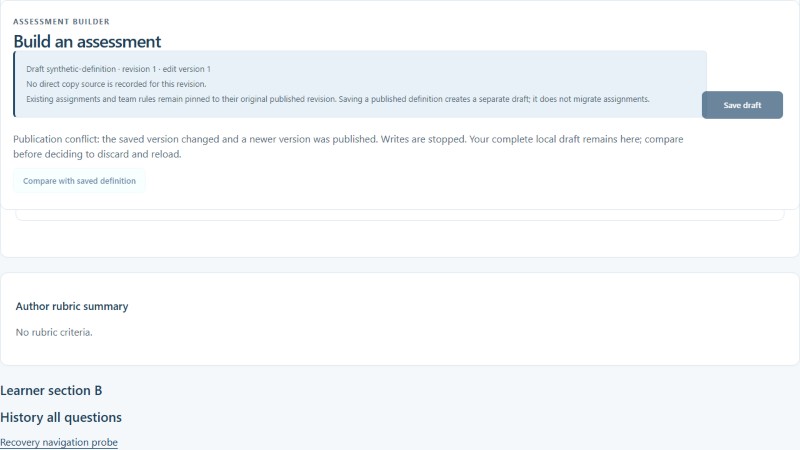 ASSESSMENT BUILDER
Build an assessment
Draft synthetic-definition · revision 1 · edit version 1
No direct copy source is recorded for this revision.
Existing assignments and team rules remain pinned to their original published revision. Saving a published definition creates a separate draft; it does not migrate assignments.
Save draft
Publication conflict: the saved version changed and a newer version was published. Writes are stopped. Your complete local draft remains here; compare
before deciding to discard and reload.
Compare with saved definition
Author rubric summary
No rubric criteria.
Learner section B
History all questions
Recovery navigation probe